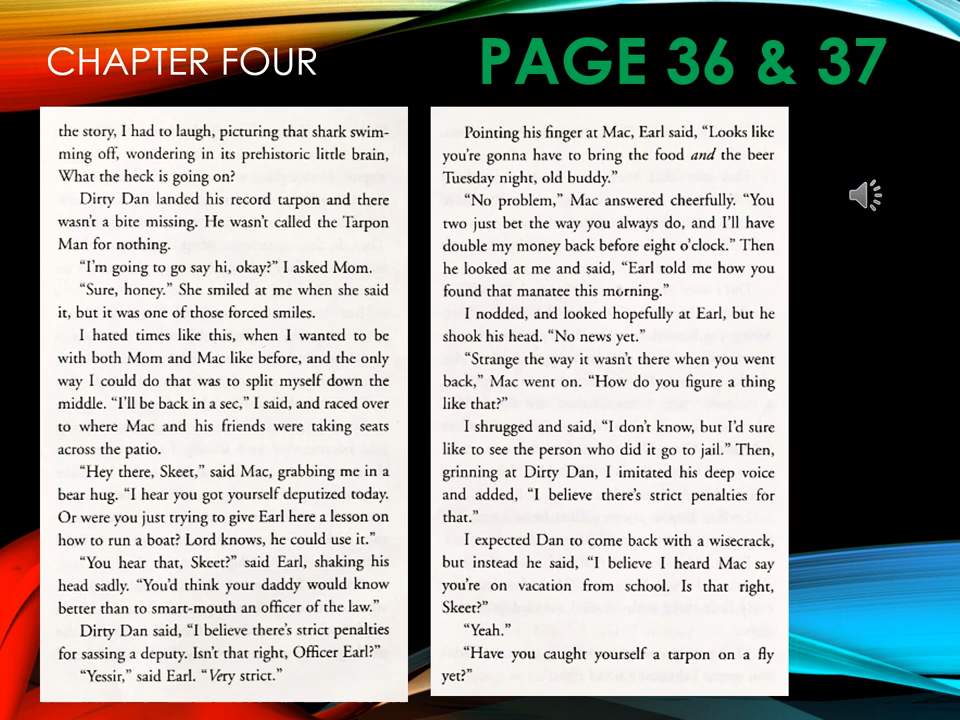 CHAPTER FOUR
PAGE 36 & 37
the story, I had to laugh, picturing that shark swim-
ming off, wondering in its prehistoric little brain,
What the heck is going on?
Dirty Dan landed his record tarpon and there
wasn't a bite missing. He wasn't called the Tarpon
Man for nothing.
"I'm going to go say hi, okay?" I asked Mom.
"Sure, honey." She smiled at me when she said
it, but it was one of those forced smiles.
I hated times like this, when I wanted to be
with both Mom and Mac like before, and the only
way I could do that was to split myself down the
middle. "I'll be back in a sec," I said, and raced over
to where Mac and his friends were taking seats
across the patio.
"Hey there, Skeet," said Mac, grabbing me in a
bear hug. "I hear you got yourself deputized today.
Or were you just trying to give Earl here a lesson on
how to run a boat? Lord knows, he could use it."
"You hear that, Skeet?" said Earl, shaking his
head sadly. "You'd think your daddy would know
better than to smart-mouth an officer of the law."
Dirty Dan said, "I believe there's strict penalties
for sassing a deputy. Isn't that right, Officer Earl?"
"Yessir," said Earl. "Very strict."
Pointing his finger at Mac, Earl said, "Looks like
you're gonna have to bring the food and the beer
Tuesday night, old buddy."
"No problem," Mac answered cheerfully. "You
two just bet the way you always do, and I'll have
double my money back before eight o'clock." Then
he looked at me and said, "Earl told me how you
found that manatee this morning."
I nodded, and looked hopefully at Earl, but he
shook his head. "No news yet."
"Strange the way it wasn't there when you went
back," Mac went on. "How do you figure a thing
like that?"
I shrugged and said, "I don't know, but I'd sure
like to see the person who did it go to jail." Then,
grinning at Dirty Dan, I imitated his deep voice
and added, "I believe there's strict penalties for
that."
I expected Dan to come back with a wisecrack,
but instead he said, "I believe I heard Mac say
you're on vacation from school. Is that right,
Skeet?"
"Yeah."
"Have you caught yourself a tarpon on a fly
yet?"